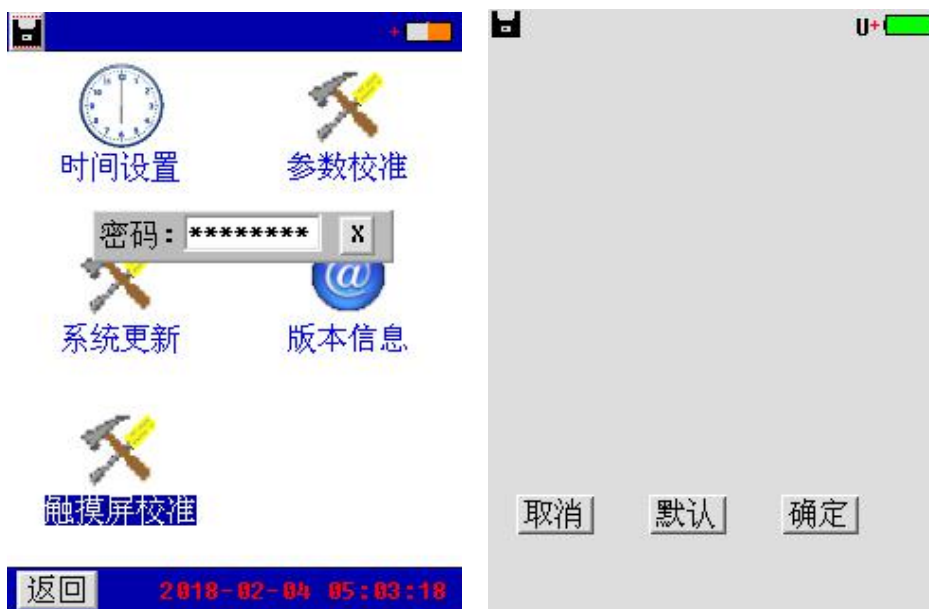 +
时间设置 参数校准
密码: ******** X
系统更新 版本信息
触摸屏校准
返回 2018-02-04 05:03:18
U+
取消 默认 确定